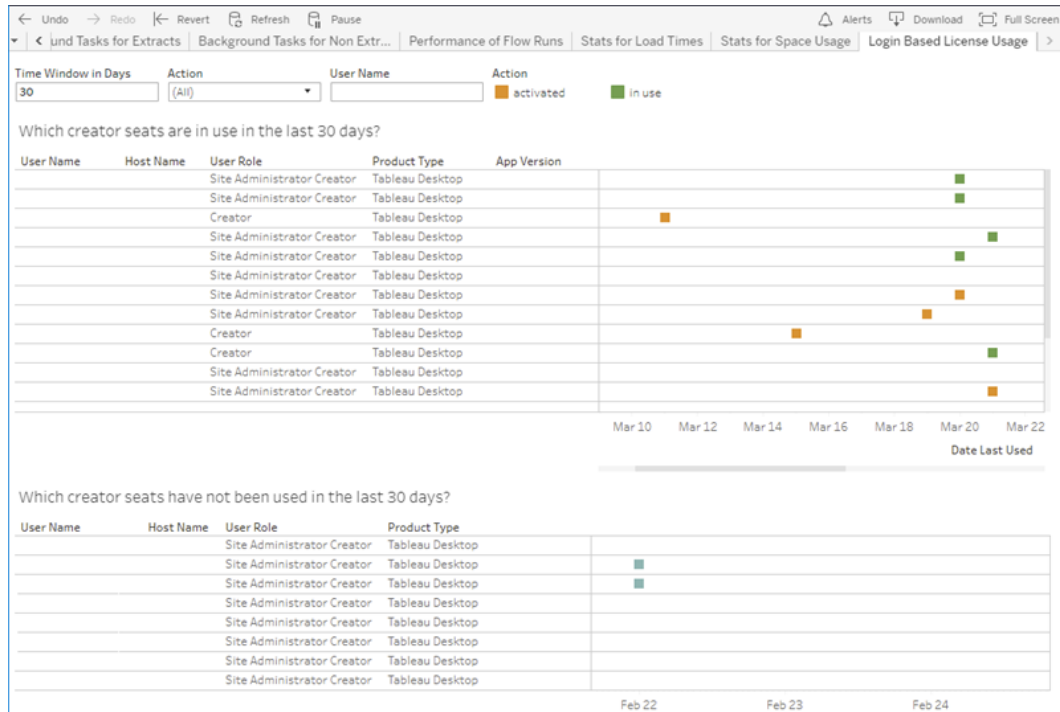 Undo Redo Revert Refresh Pause Alerts Download Full Screen
und Tasks for Extracts Background Tasks for Non Extr... Performance of Flow Runs Stats for Load Times Stats for Space Usage Login Based License Usage
Time Window in Days Action User Name Action
30 (All) activated in use
Which creator seats are in use in the last 30 days?
User Name Host Name User Role Product Type App Version
Site Administrator Creator Tableau Desktop
Site Administrator Creator Tableau Desktop
Creator Tableau Desktop
Site Administrator Creator Tableau Desktop
Site Administrator Creator Tableau Desktop
Site Administrator Creator Tableau Desktop
Site Administrator Creator Tableau Desktop
Site Administrator Creator Tableau Desktop
Creator Tableau Desktop
Creator Tableau Desktop
Site Administrator Creator Tableau Desktop
Site Administrator Creator Tableau Desktop
Mar 10 Mar 12 Mar 14 Mar 16 Mar 18 Mar 20 Mar 22
Date Last Used
Which creator seats have not been used in the last 30 days?
User Name Host Name User Role Product Type
Site Administrator Creator Tableau Desktop
Site Administrator Creator Tableau Desktop
Site Administrator Creator Tableau Desktop
Site Administrator Creator Tableau Desktop
Site Administrator Creator Tableau Desktop
Site Administrator Creator Tableau Desktop
Site Administrator Creator Tableau Desktop
Site Administrator Creator Tableau Desktop
Feb 22 Feb 23 Feb 24